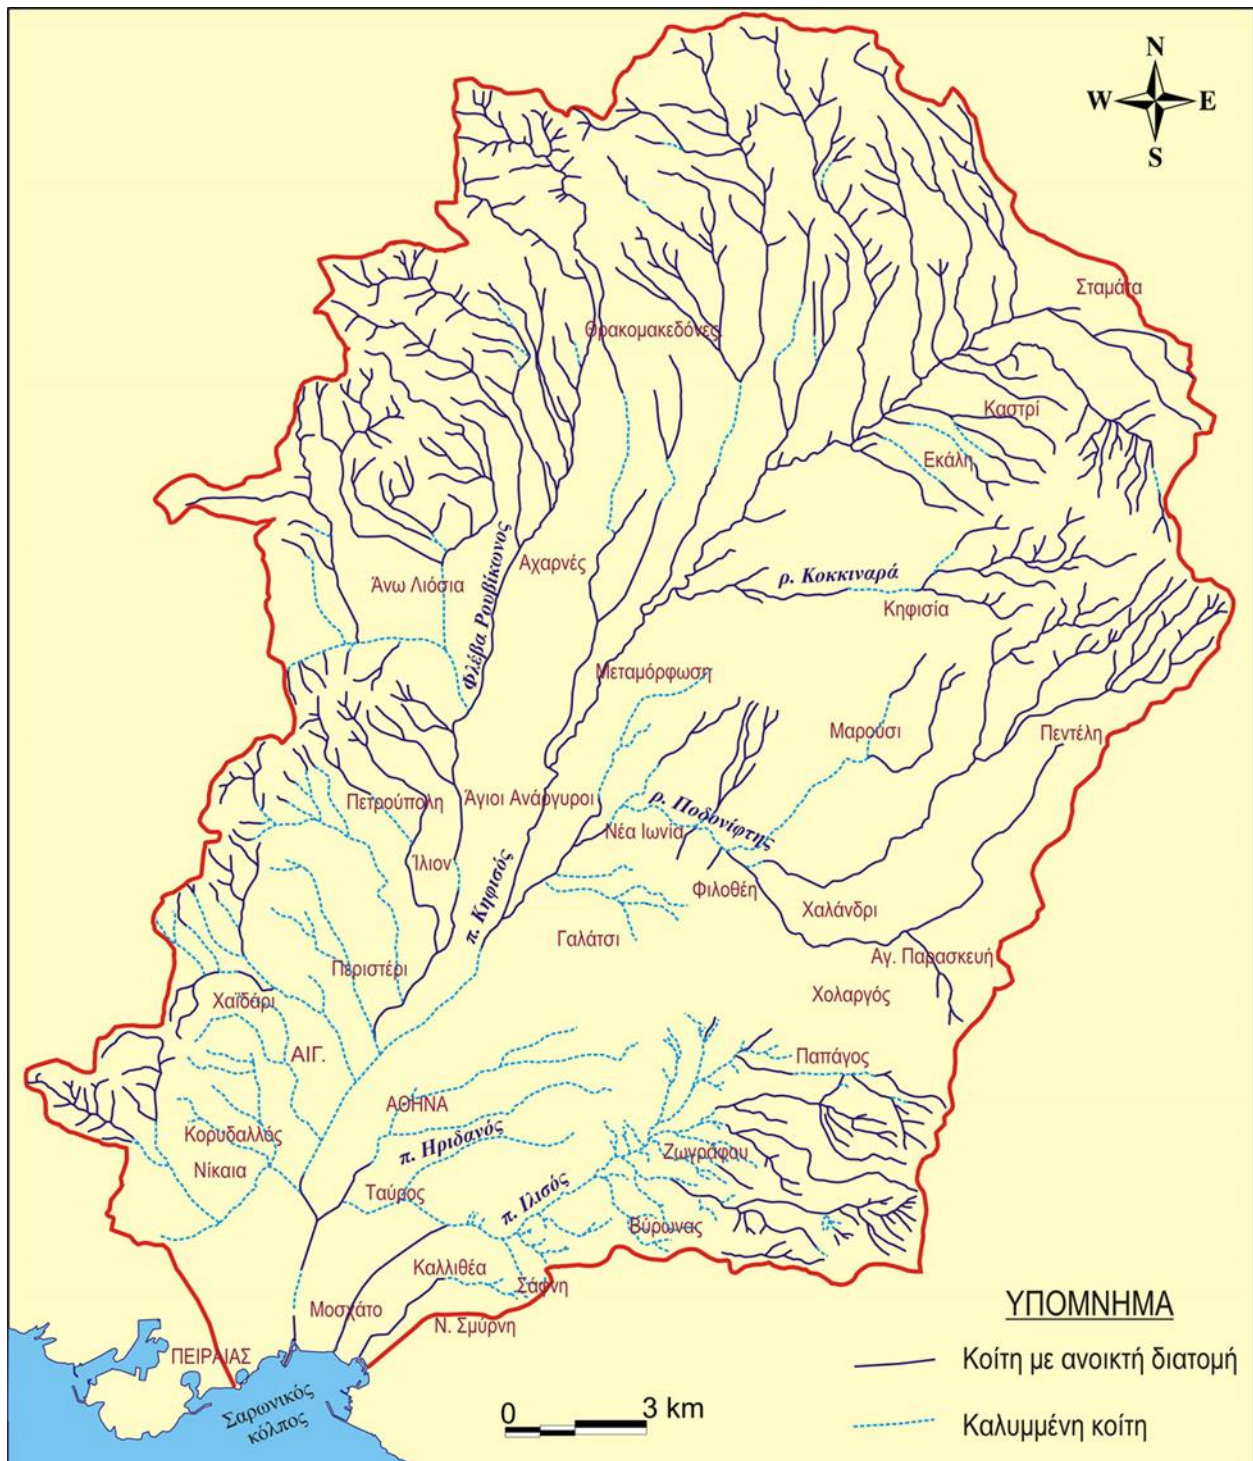 N
W E
S
Σταμάτα
Θρακομακεδόνες
Καστρί
Εκάλη
Φλέβα Ρουβίκωνος
Αχαρνές
Άνω Λιόσια
ρ. Κοκκιναρά
Κηφισία
Μεταμόρφωση
Μαρούσι
Πεντέλη
Πετρούπολη
Άγιοι Ανάργυροι
ρ. Ποδονίφτης
Νέα Ιωνία
Ίλιον
π. Κηφισός
Φιλοθέη
Χαλάνδρι
Γαλάτσι
Αγ. Παρασκευή
Περιστέρι
Χαϊδάρι
Χολαργός
ΑΙΓ.
Παπάγος
ΑΘΗΝΑ
Κορυδαλλός
π. Ηριδανός
Ζωγράφου
Νίκαια
Ταύρος
π. Ιλισός
Βύρωνας
Καλλιθέα
Σάφνη
Μοσχάτο
Ν. Σμύρνη
ΠΕΙΡΑΙΑΣ
Σαρωνικός
κόλπος
0 3 km
ΥΠΟΜΝΗΜΑ
Κοίτη με ανοικτή διατομή
Καλυμμένη κοίτη